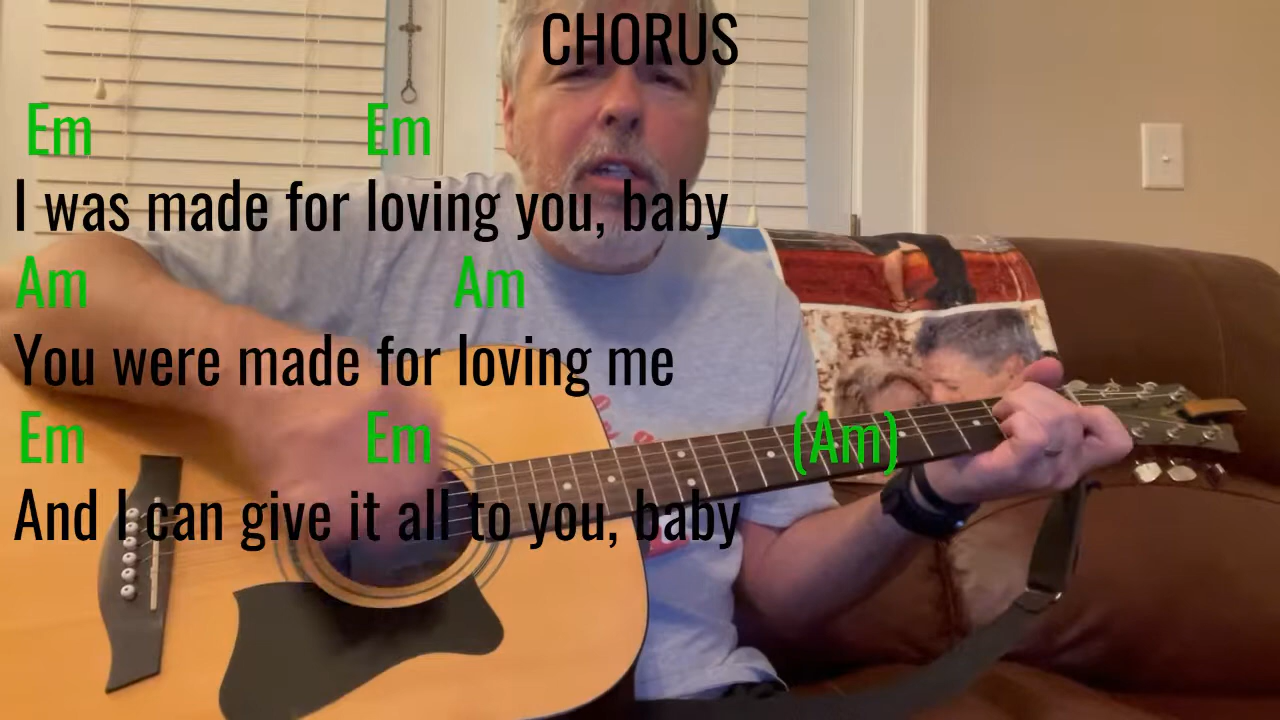 CHORUS
Em Em
I was made for loving you, baby
Am Am
You were made for loving me
Em Em (Am)
And I can give it all to you, baby